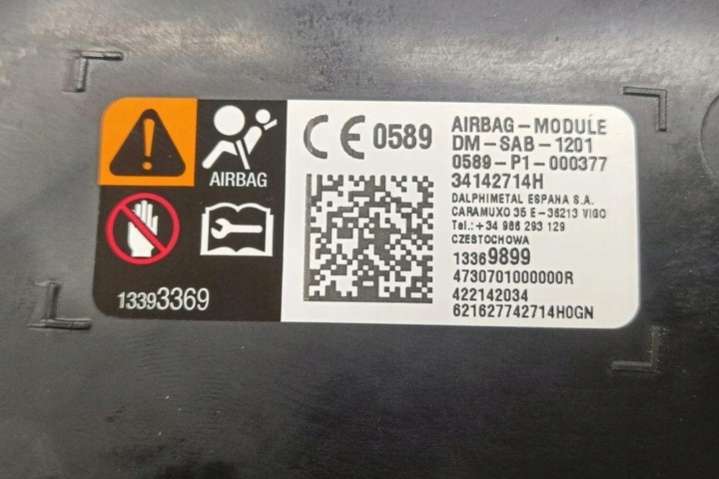 AIRBAG
13393369
CE 0589
AIRBAG-MODULE
DM-SAB-1201
0589-P1-000377
34142714H
DALPHIMETAL ESPANA S.A.
CARAMUXO 35 E-36213 VIGO
Tel.: +34 986 293 129
CZESTOCHOWA
13369899
4730701000000R
422142034
621627742714H0GN